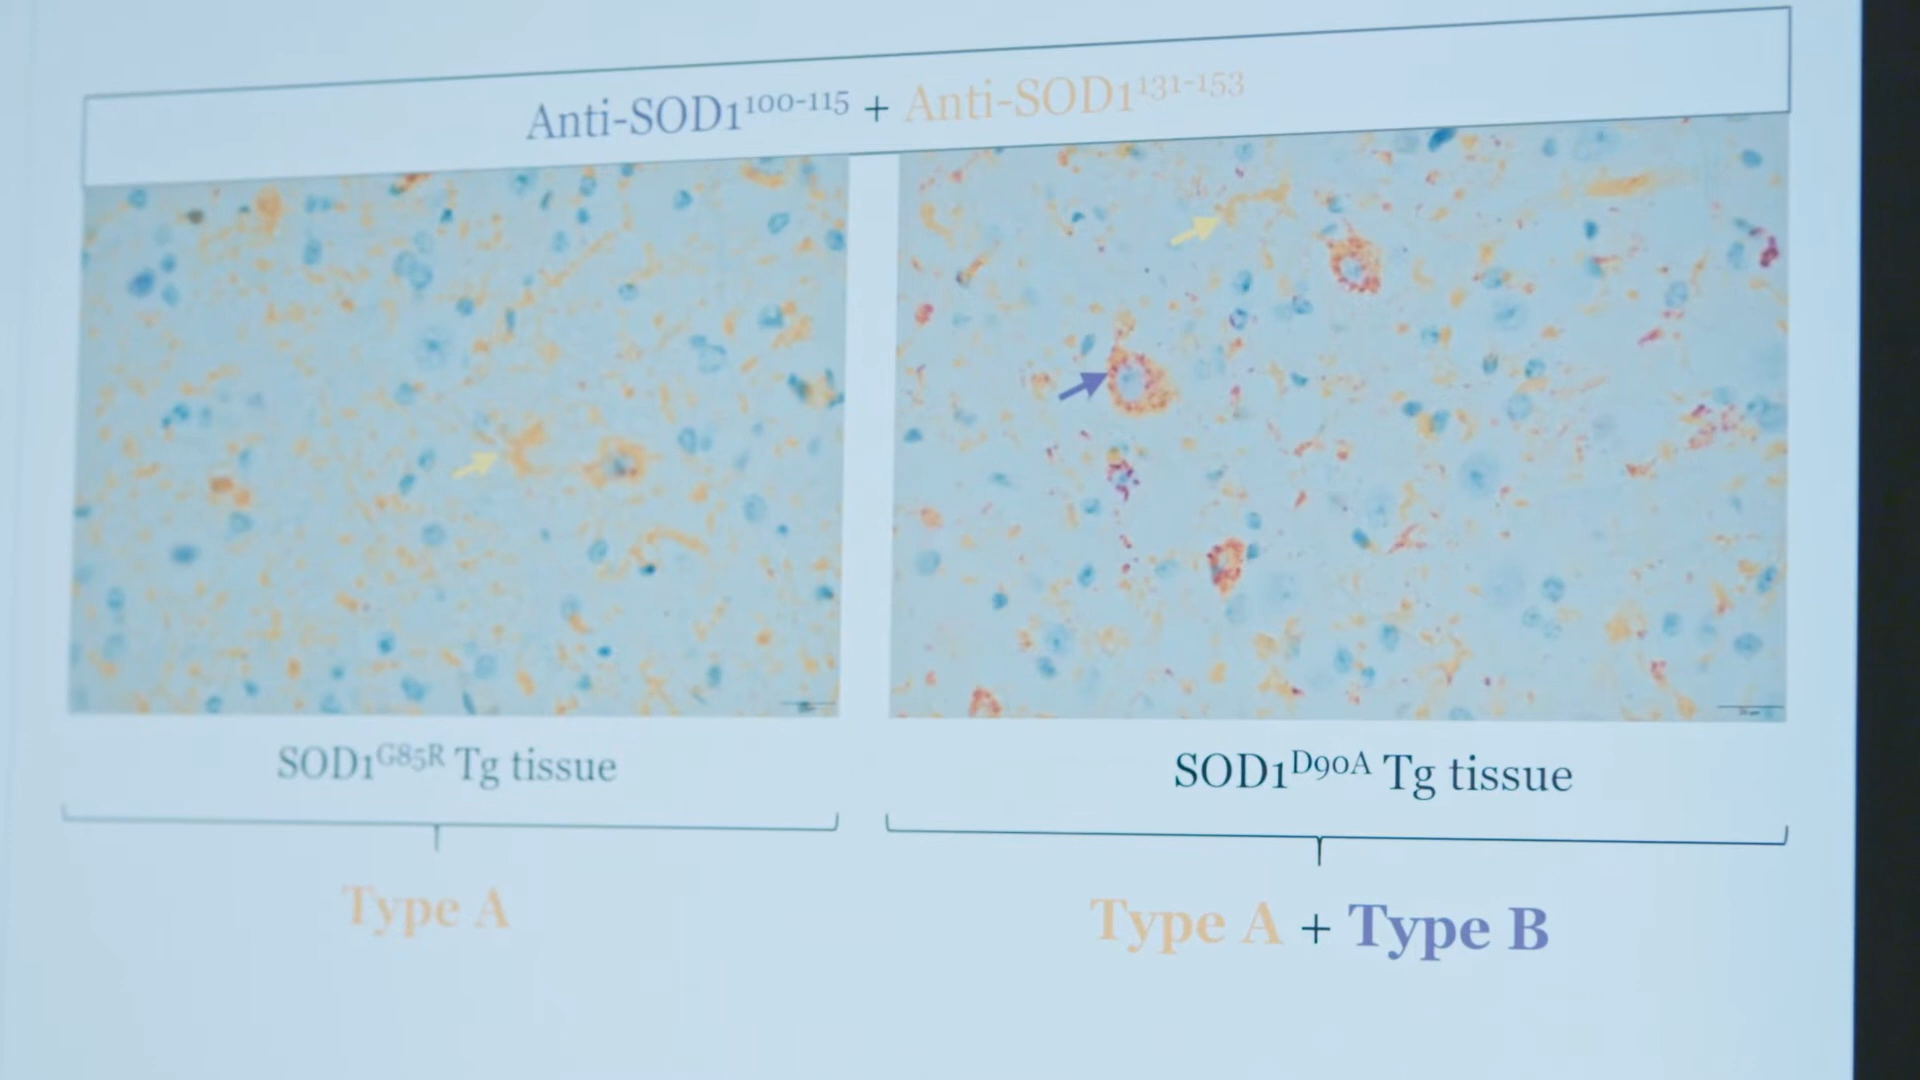 Anti-SOD1¹⁰⁰⁻¹¹⁵ + Anti-SOD1¹³¹⁻¹⁵³
SOD1ᴳ⁸⁵ᴿ Tg tissue
SOD1ᴰ⁹⁰ᴬ Tg tissue
Type A
Type A + Type B